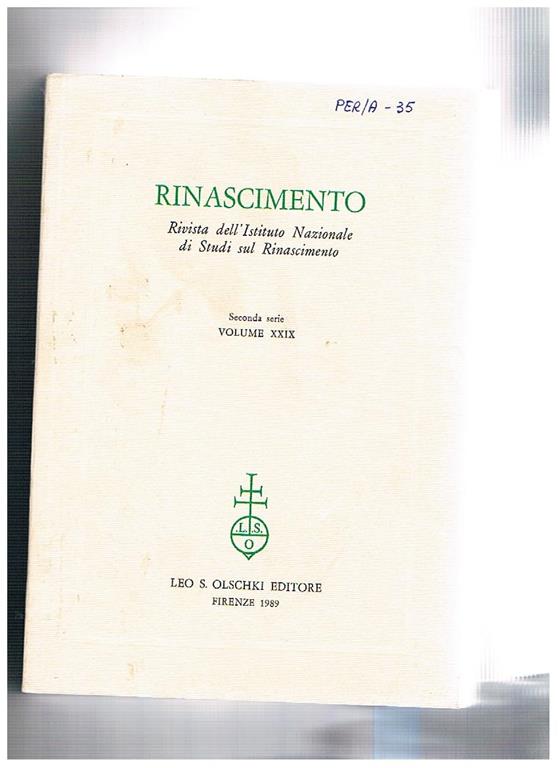 PER/A - 35
RINASCIMENTO
Rivista dell'Istituto Nazionale
di Studi sul Rinascimento
Seconda serie
VOLUME XXIX
.L. S.
O
LEO S. OLSCHKI EDITORE
FIRENZE 1989